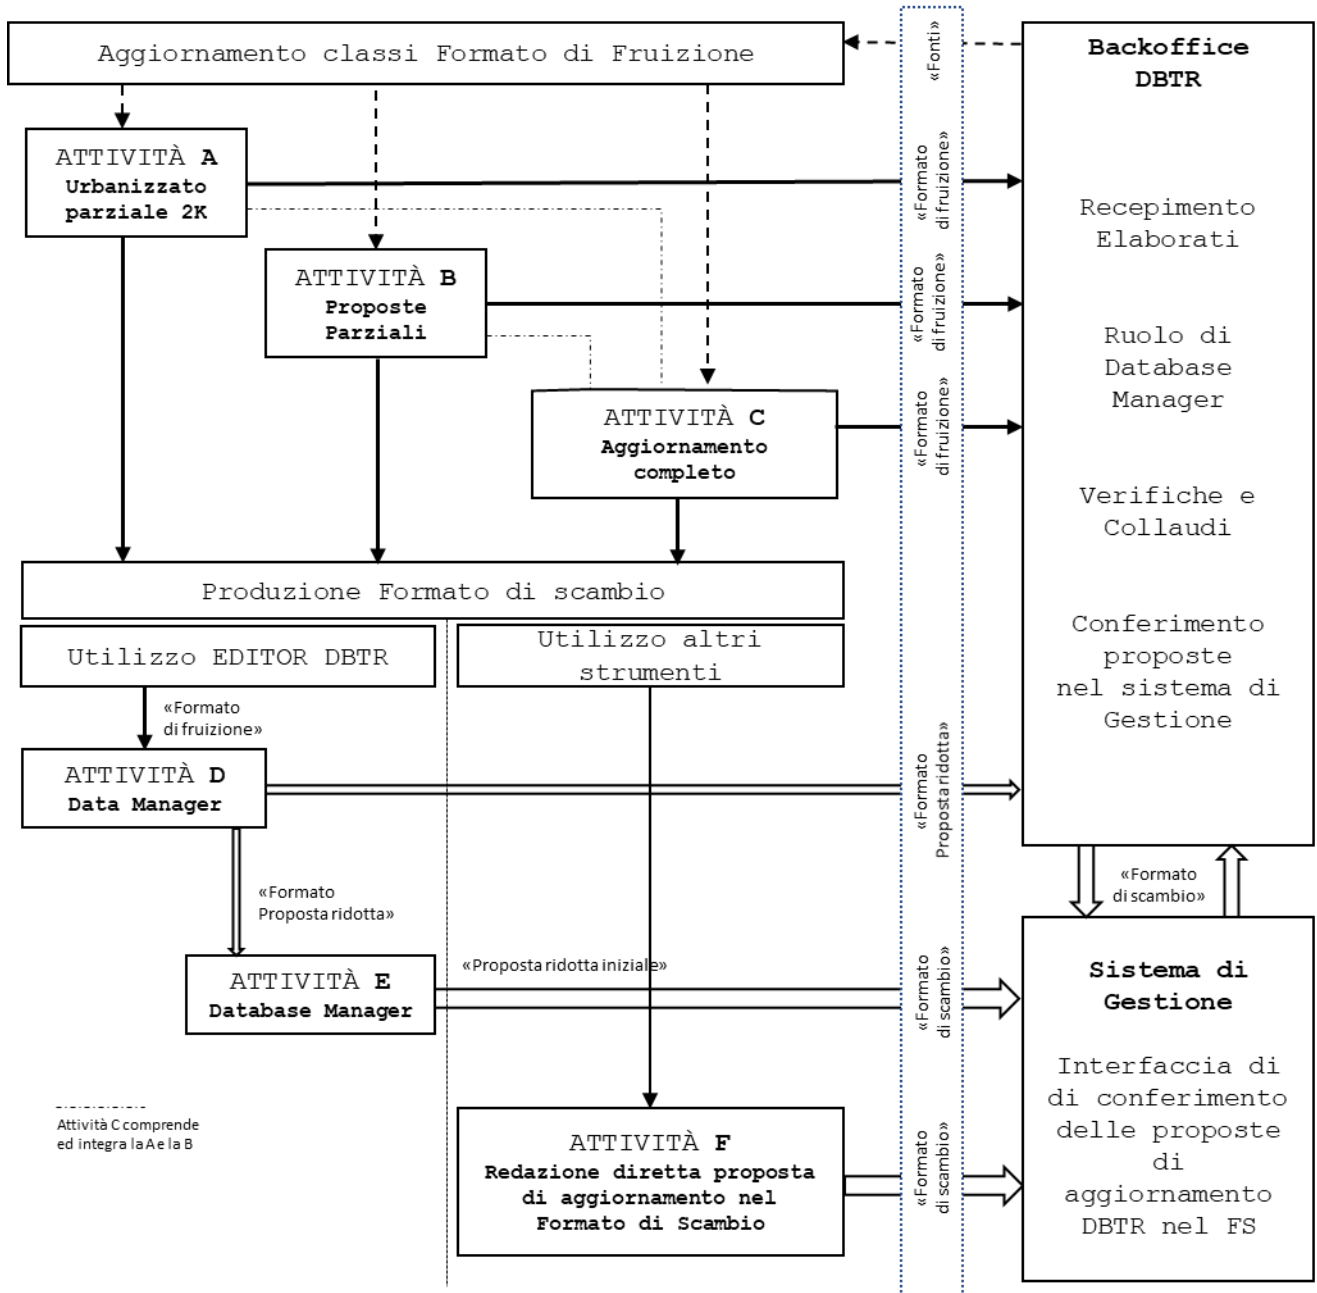 Aggiornamento classi Formato di Fruizione
«Fonti»
Backoffice
DBTR
ATTIVITÀ A
Urbanizzato
parziale 2K
«Formato
di fruizione»
Recepimento
Elaborati
ATTIVITÀ B
Proposte
Parziali
«Formato
di fruizione»
Ruolo di
Database
Manager
ATTIVITÀ C
Aggiornamento
completo
«Formato
di fruizione»
Verifiche e
Collaudi
Produzione Formato di scambio
Conferimento
proposte
nel sistema di
Gestione
Utilizzo EDITOR DBTR
Utilizzo altri
strumenti
«Formato
di fruizione»
ATTIVITÀ D
Data Manager
«Formato
Proposta ridotta»
«Formato
Proposta ridotta»
«Formato
di scambio»
ATTIVITÀ E
Database Manager
«Proposta ridotta iniziale»
«Formato
di scambio»
Sistema di
Gestione
Interfaccia di
di conferimento
delle proposte
di
aggiornamento
DBTR nel FS
Attività C comprende
ed integra la A e la B
ATTIVITÀ F
Redazione diretta proposta
di aggiornamento nel
Formato di Scambio
«Formato
di scambio»